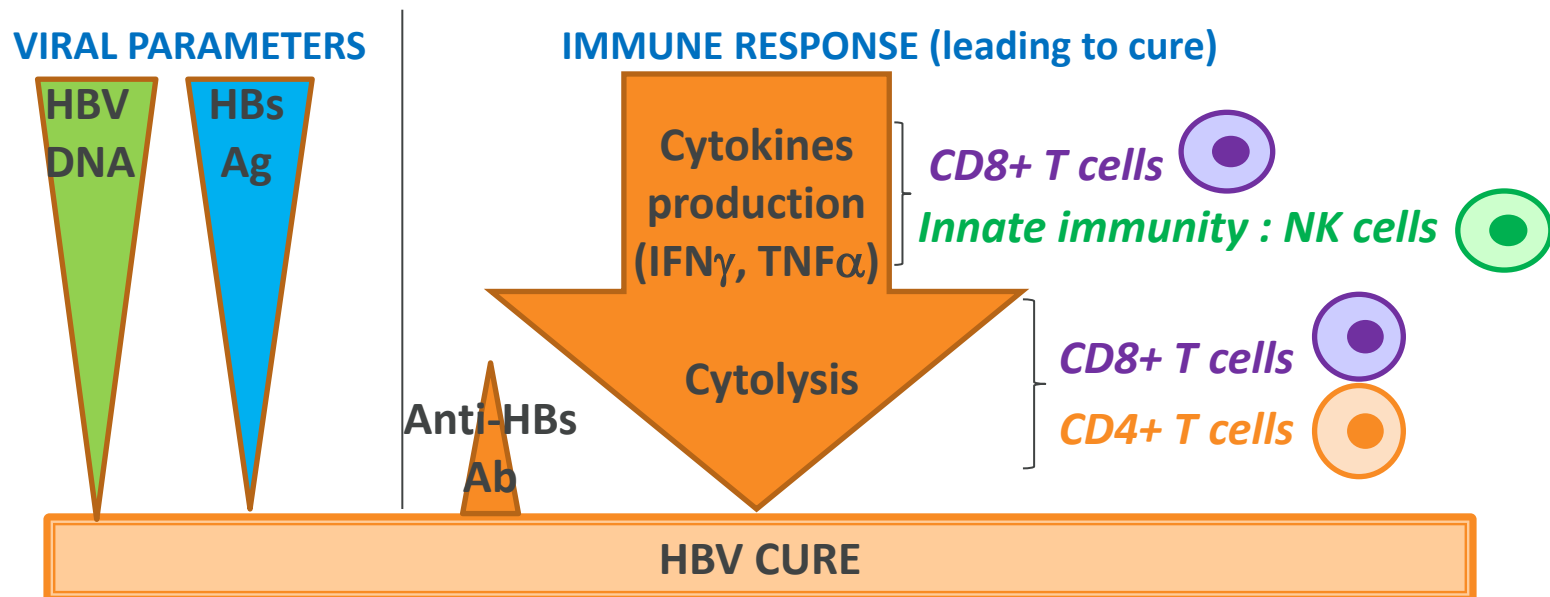 VIRAL PARAMETERS
HBV
DNA
HBs
Ag
IMMUNE RESPONSE (leading to cure)
Cytokines
production
(IFNγ, TNFα)
CD8+ T cells
Innate immunity : NK cells
Cytolysis
CD8+ T cells
CD4+ T cells
Anti-HBs
Ab
HBV CURE